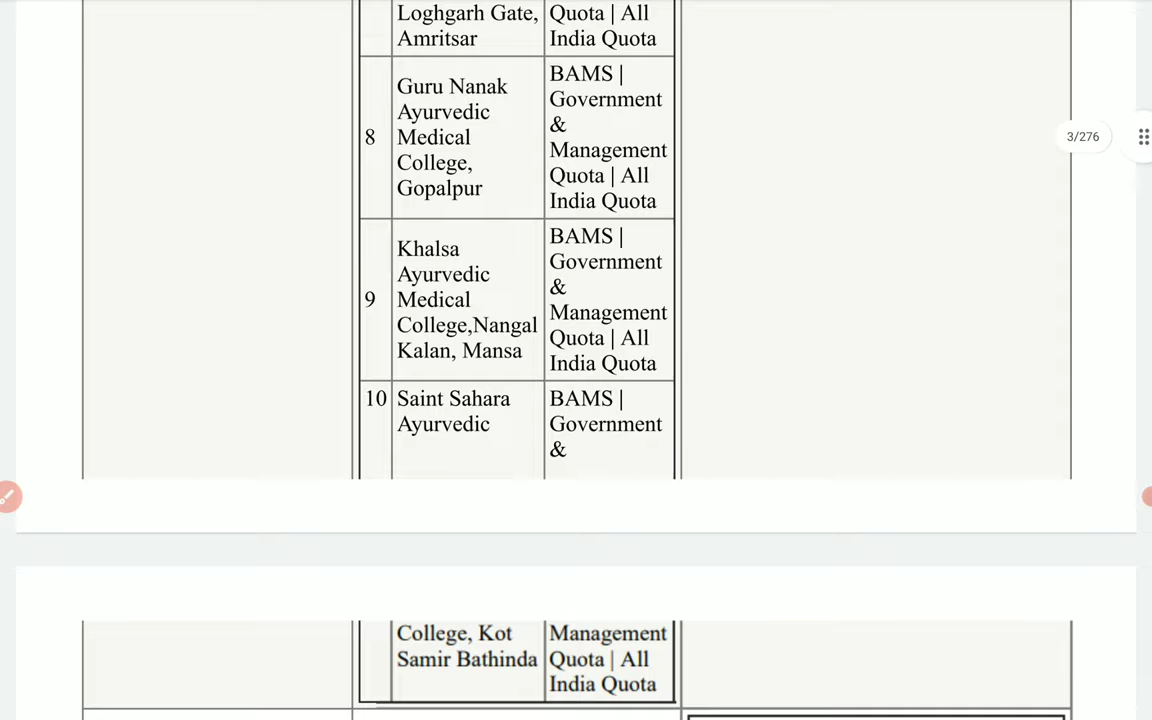 Loghgarh Gate,
Amritsar
Quota | All
India Quota
8
Guru Nanak
Ayurvedic
Medical
College,
Gopalpur
BAMS |
Government
&
Management
Quota | All
India Quota
3/276
9
Khalsa
Ayurvedic
Medical
College,Nangal
Kalan, Mansa
BAMS |
Government
&
Management
Quota | All
India Quota
10
Saint Sahara
Ayurvedic
BAMS |
Government
&
College, Kot
Samir Bathinda
Management
Quota | All
India Quota